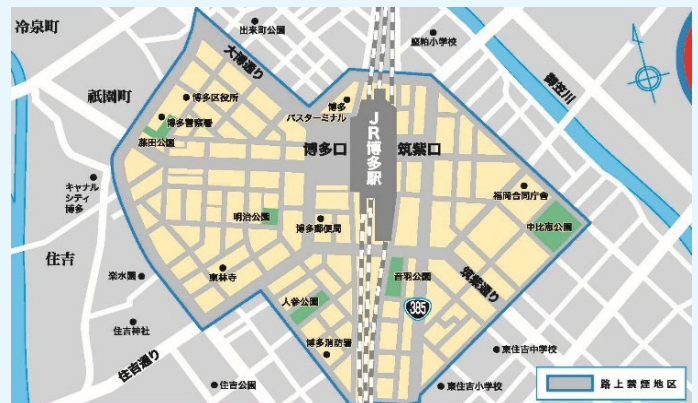 冷泉町
出来町公園
堅粕小学校
大博通り
御笠川
祇園町
博多区役所
博多
バスターミナル
博多警察署
藤田公園
JR博多駅
博多口
筑紫口
キャナル
シティ
博多
福岡合同庁舎
明治公園
博多郵便局
中比恵公園
住吉
楽水園
東林寺
音羽公園
筑紫通り
人参公園
385
住吉神社
博多消防署
東住吉中学校
住吉通り
住吉公園
東住吉小学校
路上禁煙地区